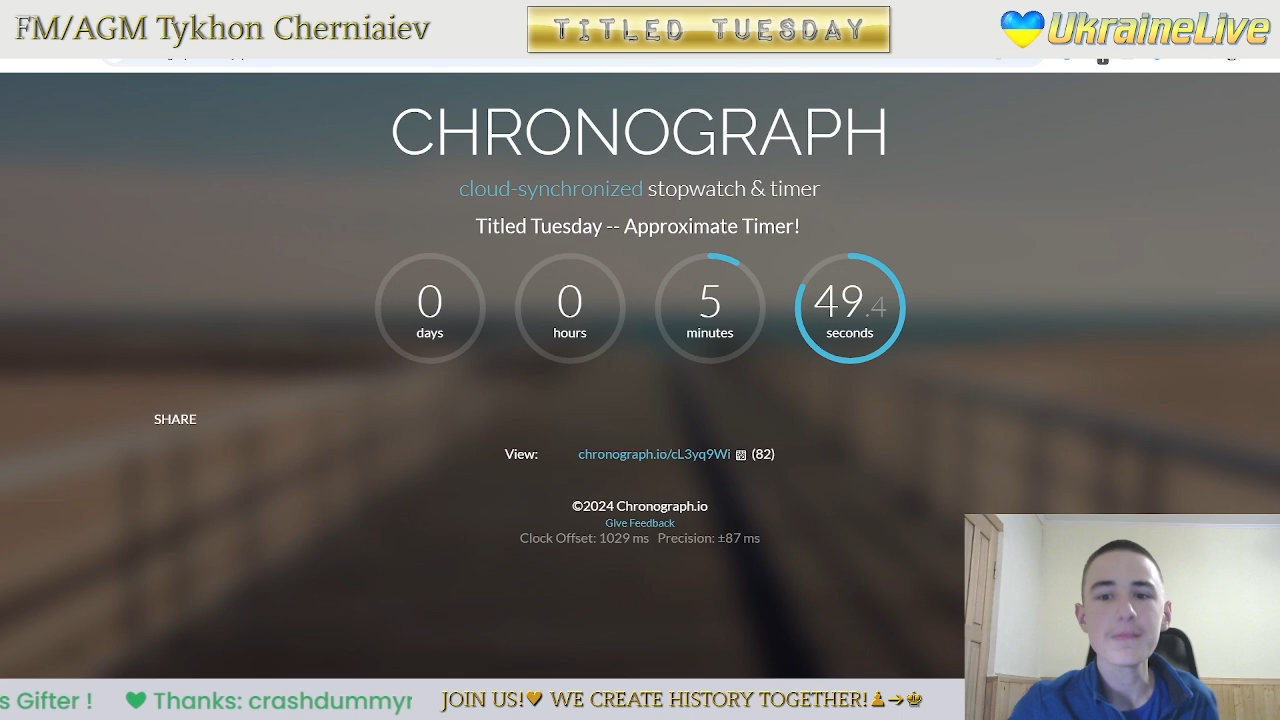 FM/AGM Tykhon Cherniaiev
TITLED TUESDAY
UkraineLive
CHRONOGRAPH
cloud-synchronized stopwatch & timer
Titled Tuesday -- Approximate Timer!
0 days
0 hours
5 minutes
49.4 seconds
SHARE
View: chronograph.io/cL3yq9Wi (82)
©2024 Chronograph.io
Give Feedback
Clock Offset: 1029 ms Precision: ±87 ms
s Gifter ! 💚 Thanks: crashdummyr
JOIN US!🧡 WE CREATE HISTORY TOGETHER!♟➔♚